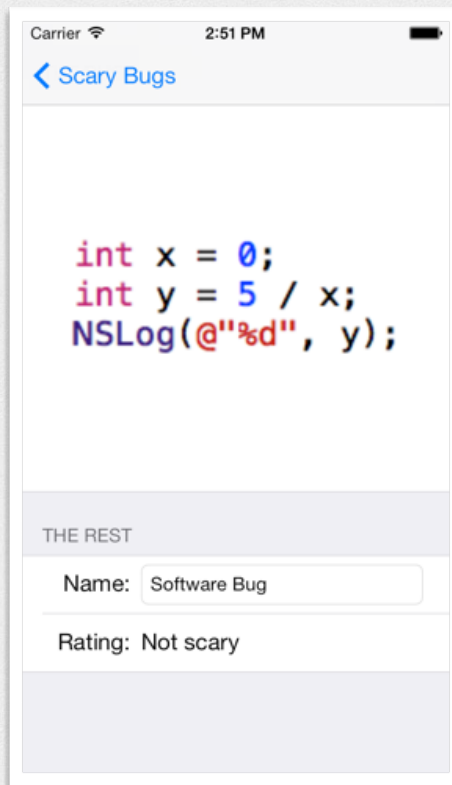 Carrier 2:51 PM
Scary Bugs
int x = 0;
int y = 5 / x;
NSLog(@"%d", y);
THE REST
Name: Software Bug
Rating: Not scary